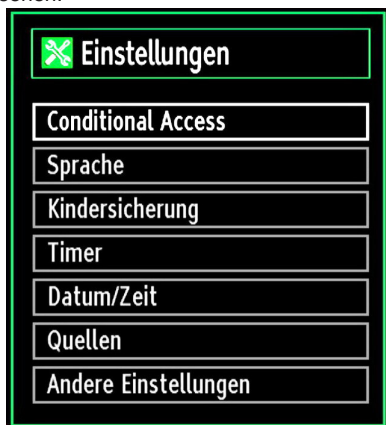 Einstellungen
Conditional Access
Sprache
Kindersicherung
Timer
Datum/Zeit
Quellen
Andere Einstellungen